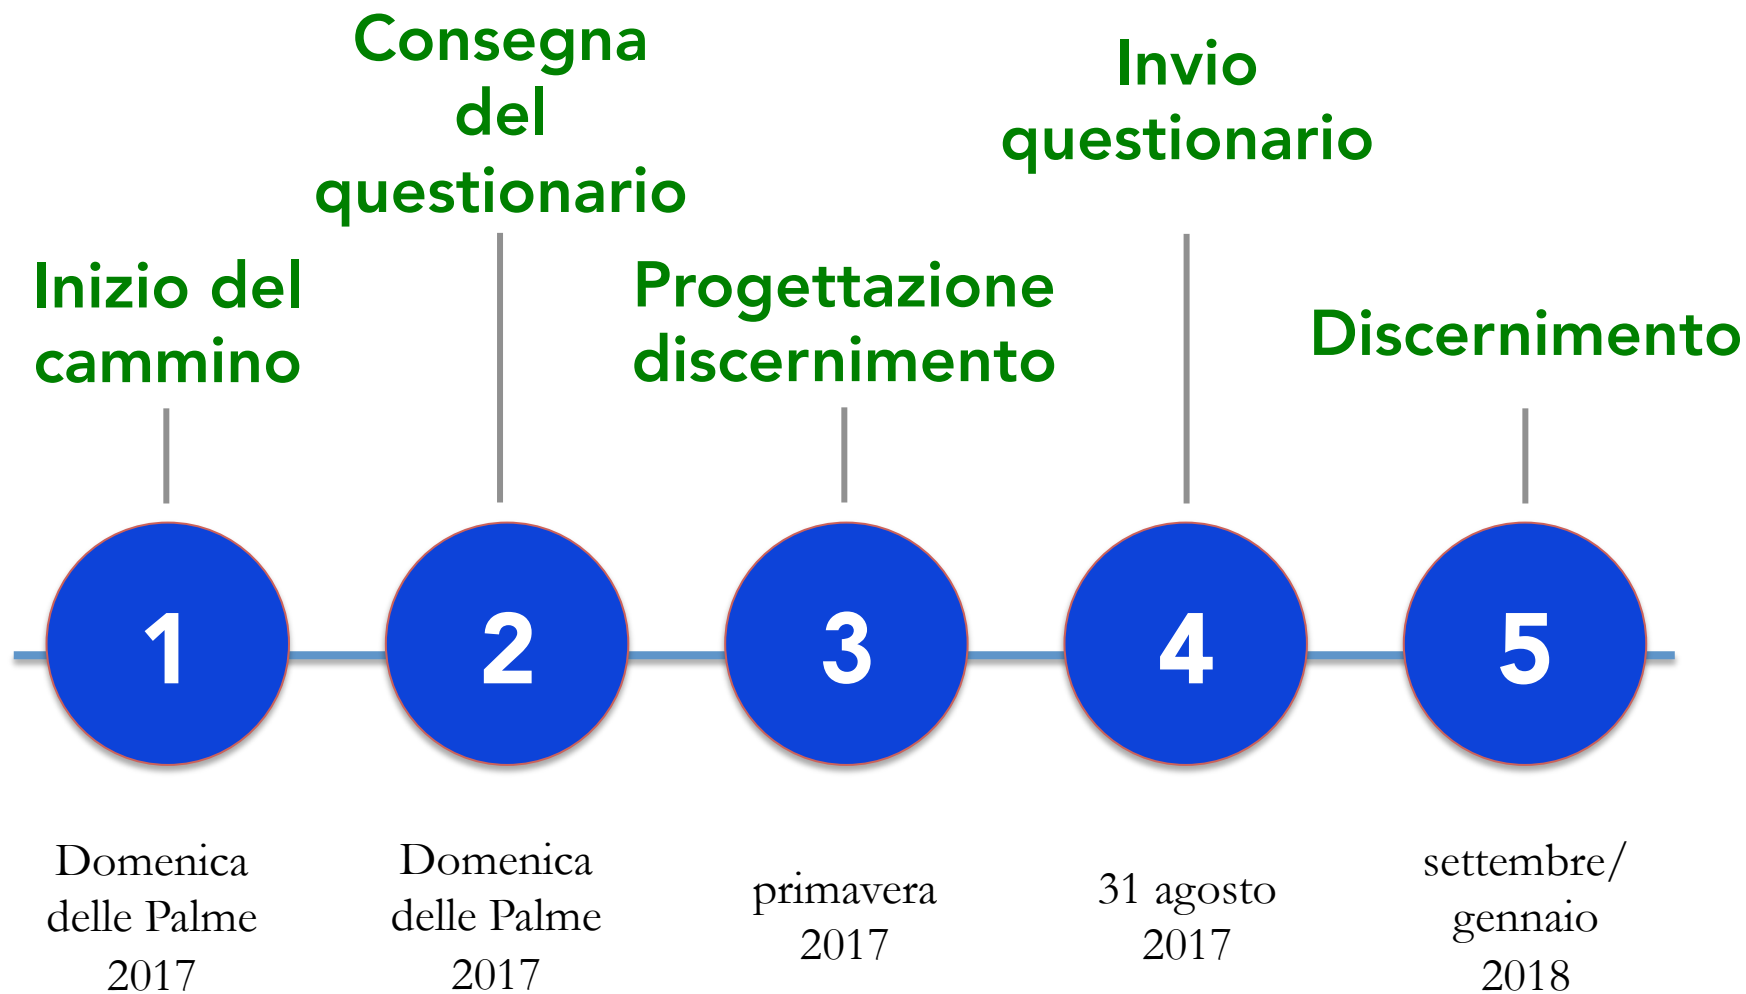 Inizio del
cammino
Consegna
del
questionario
Progettazione
discernimento
Invio
questionario
Discernimento
1
2
3
4
5
Domenica
delle Palme
2017
Domenica
delle Palme
2017
primavera
2017
31 agosto
2017
settembre/
gennaio
2018